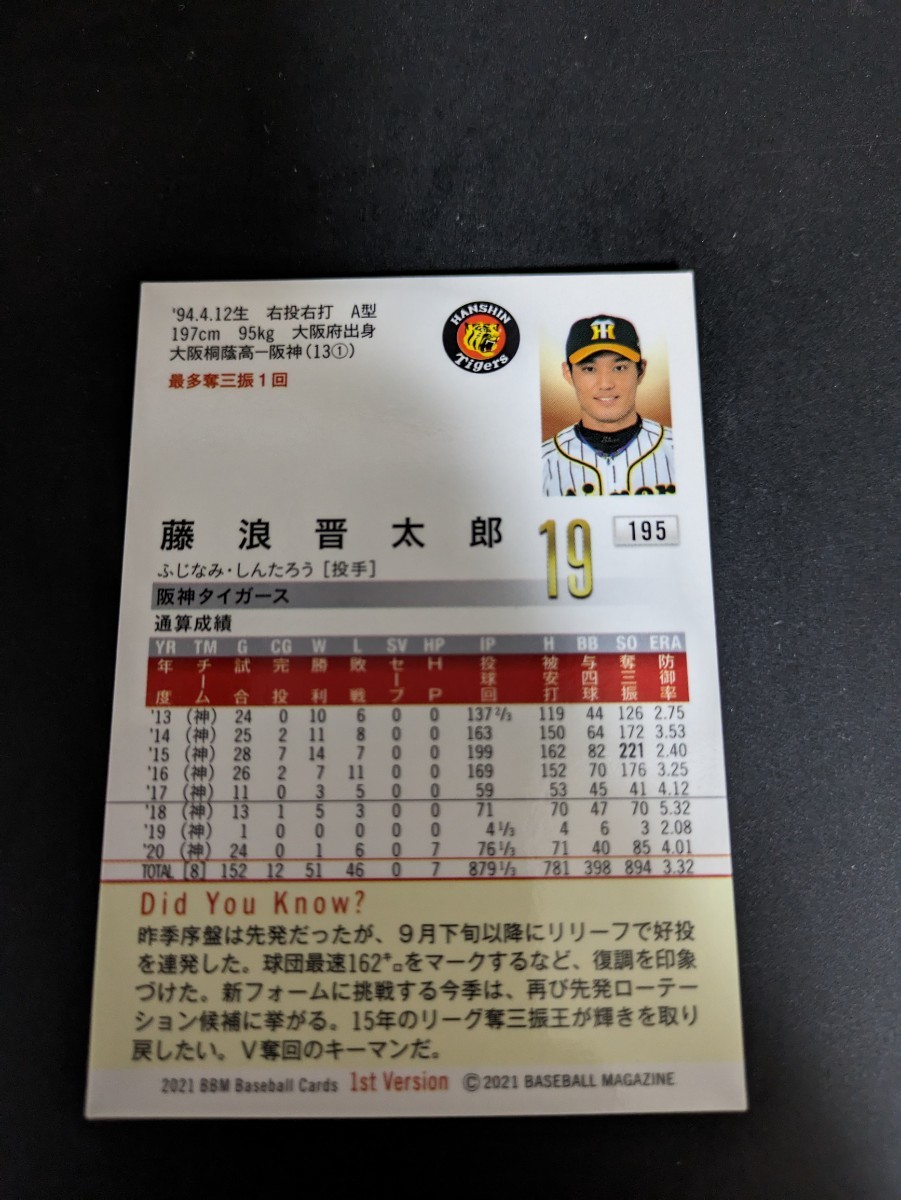 '94.4.12生 右投右打 A型
197cm 95kg 大阪府出身
大阪桐蔭高ー阪神(13①)
最多奪三振1回
HANSHIN
Tigers
藤浪晋太郎
19
195
ふじなみ・しんたろう [投手]
阪神タイガース
通算成績
YR TM G CG W L SV HP IP H BB SO ERA
年度 チーム 試合 完投 勝利 敗戦 セーブ HP 投球回 被安打 与四球 奪三振 防御率
'13 (神) 24 0 10 6 0 0 137 2/3 119 44 126 2.75
'14 (神) 25 2 11 8 0 0 163 150 64 172 3.53
'15 (神) 28 7 14 7 0 0 199 162 82 221 2.40
'16 (神) 26 2 7 11 0 0 169 152 70 176 3.25
'17 (神) 11 0 3 5 0 0 59 53 45 41 4.12
'18 (神) 13 1 5 3 0 0 71 70 47 70 5.32
'19 (神) 1 0 0 0 0 0 4 1/3 4 6 3 2.08
'20 (神) 24 0 1 6 0 7 76 1/3 71 40 85 4.01
TOTAL [8] 152 12 51 46 0 7 879 1/3 781 398 894 3.32
Did You Know?
昨季序盤は先発だったが、9月下旬以降にリリーフで好投
を連発した。球団最速162㌔をマークするなど、復調を印象
づけた。新フォームに挑戦する今季は、再び先発ローテー
ション候補に挙がる。15年のリーグ奪三振王が輝きを取り
戻したい。V奪回のキーマンだ。
2021 BBM Baseball Cards 1st Version ©2021 BASEBALL MAGAZINE